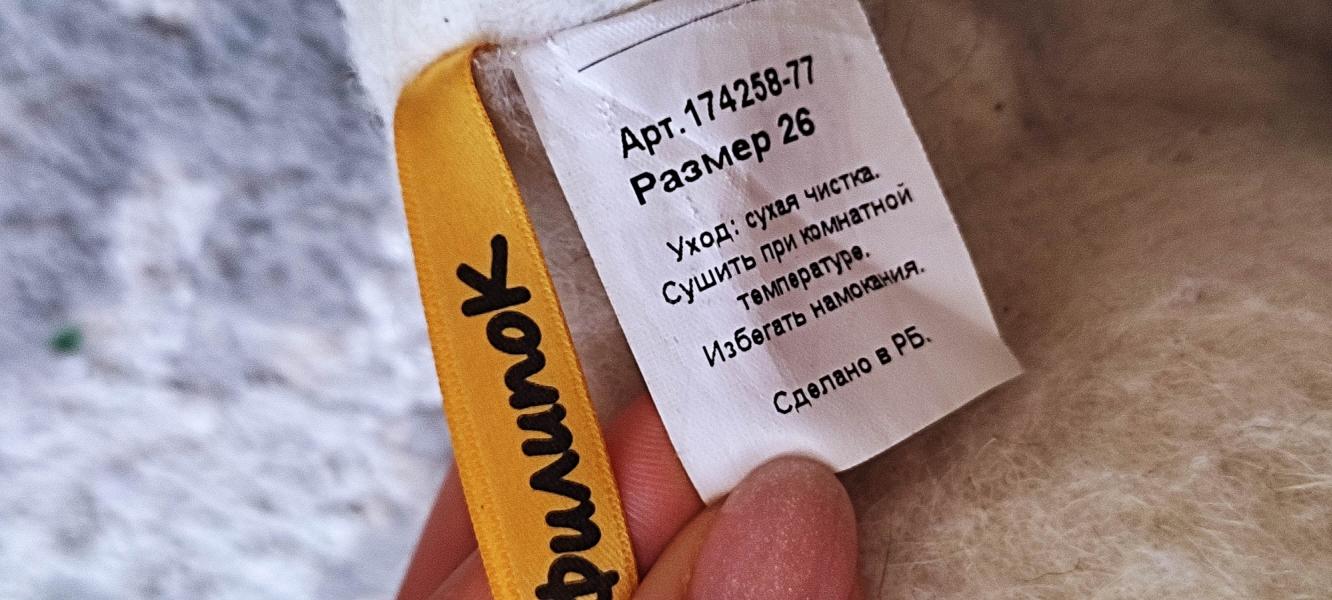 Арт.174258-77
Размер 26
Уход: сухая чистка.
Сушить при комнатной
температуре.
Избегать намокания.
Сделано в РБ.
филипок